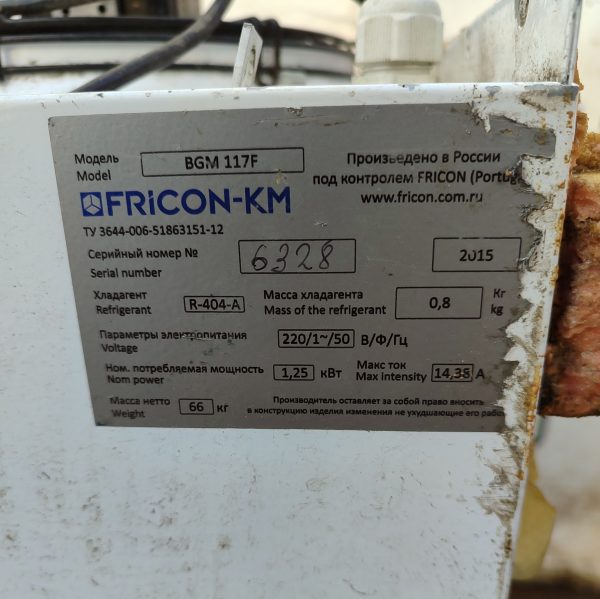 Модель
Model
BGM 117F
Произведено в России
под контролем FRICON (Portug
www.fricon.com.ru
FRICON-KM
ТУ 3644-006-51863151-12
Серийный номер №
Serial number
6328
2015
Хладагент
Refrigerant
R-404-A
Масса хладагента
Mass of the refrigerant
0,8
Кг
kg
Параметры электропитания
Voltage
220/1~/50
В/Ф/Гц
Ном. потребляемая мощность
Nom power
1,25
кВт
Макс ток
Max intensity
14,38
А
Масса нетто
Weight
66
кг
Производитель оставляет за собой право вносить
в конструкцию изделия изменения не ухудшающие его рабо